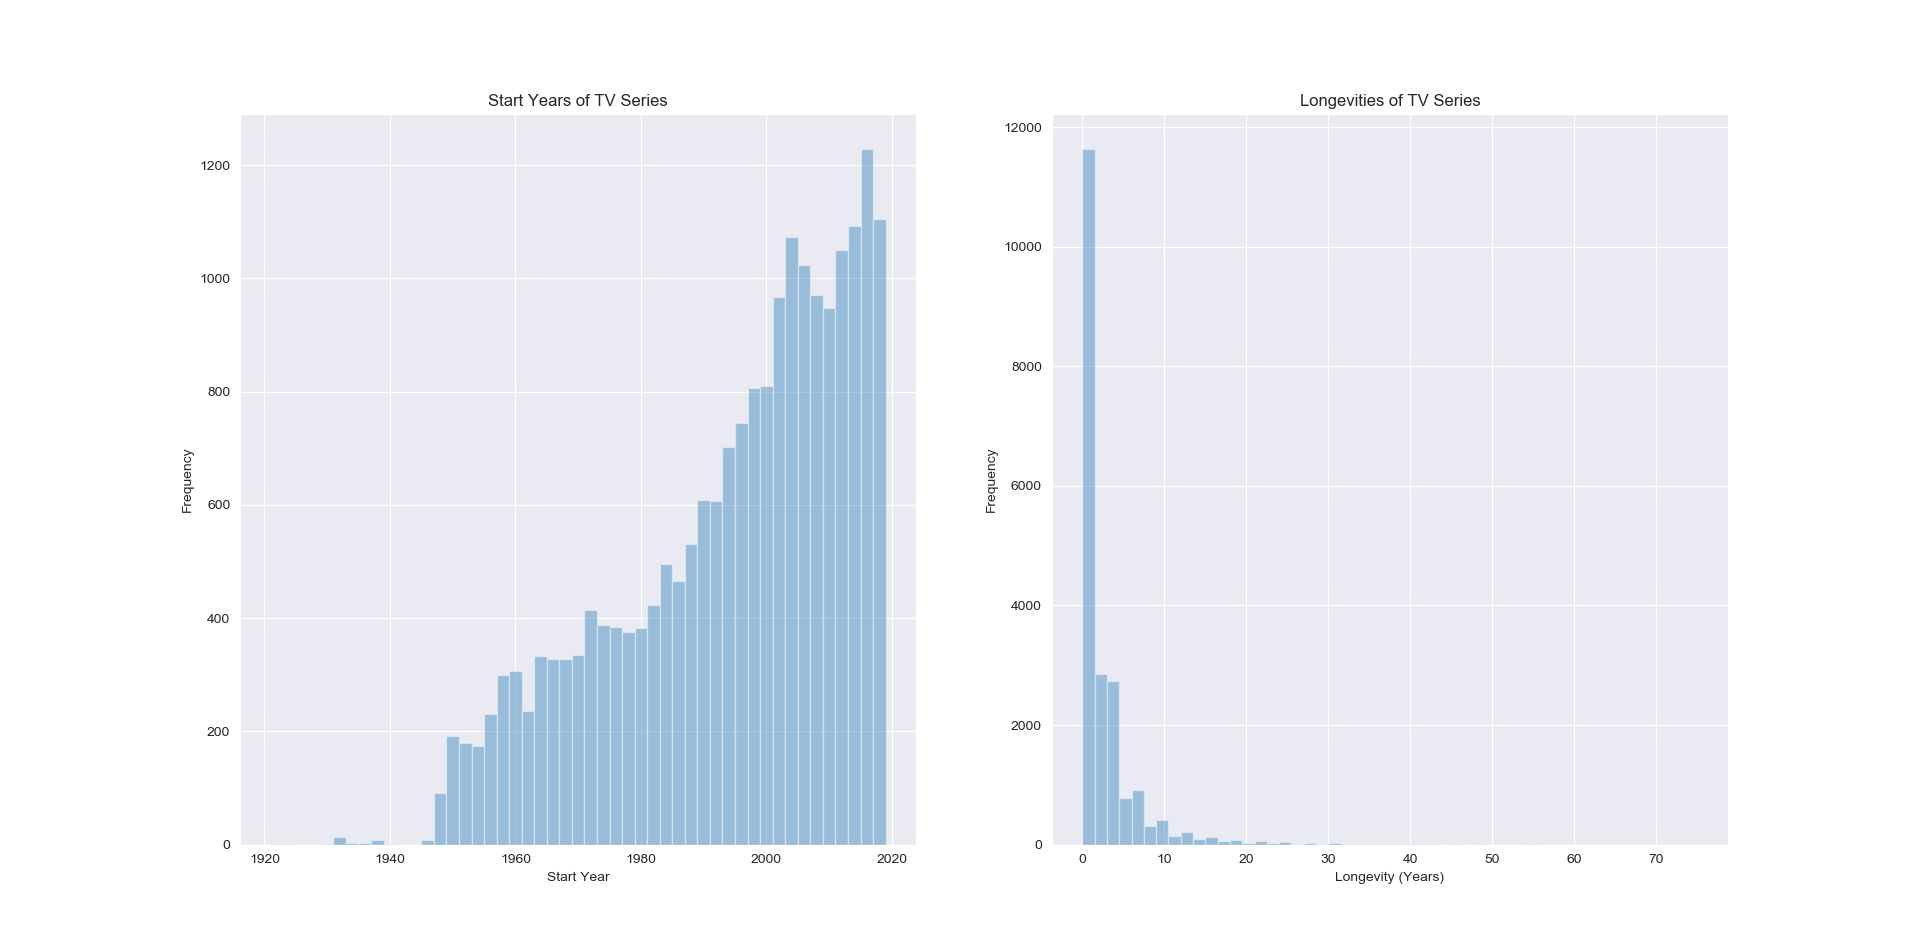 Start Years of TV Series
1200
1000
800
600
400
200
0
Frequency
1920 1940 1960 1980 2000 2020
Start Year
Longevities of TV Series
12000
10000
8000
6000
4000
2000
0
Frequency
0 10 20 30 40 50 60 70
Longevity (Years)